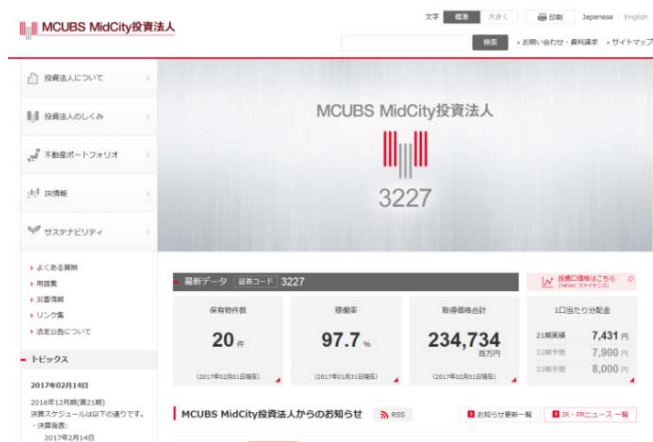 MCUBS MidCity投資法人
文字 標準 大きく 印刷 Japanese English
検索 お問い合わせ・資料請求 サイトマップ
投資法人について
投資法人のしくみ
不動産ポートフォリオ
IR情報
サステナビリティ
よくある質問
用語集
災害情報
リンク集
法定公告について
トピックス
2017年02月14日
2016年12月期(第21期)
決算スケジュールは以下の通りです。
・決算発表:
2017年2月14日
MCUBS MidCity投資法人
3227
最新データ 証券コード 3227
投資口価格はこちら
(Yahoo ファイナンス)
保有物件数
20 件
(2017年02月01日現在)
稼働率
97.7 %
(2017年01月31日現在)
取得価格合計
234,734
百万円
(2017年02月01日現在)
1口当たり分配金
21期実績 7,431 円
22期予想 7,900 円
23期予想 8,000 円
MCUBS MidCity投資法人からのお知らせ RSS
お知らせ更新一覧 IR・PRニュース 一覧